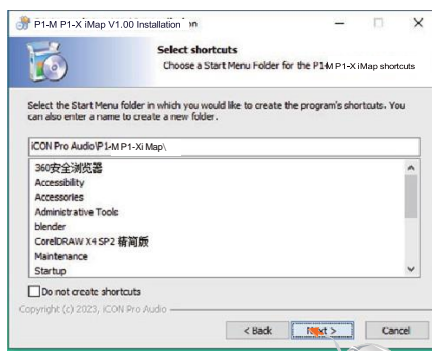 P1-M P1-X iMap V1.00 Installation
Select shortcuts
Choose a Start Menu Folder for the P1-M P1-X iMap shortcuts
Select the Start Menu folder in which you would like to create the program's shortcuts. You
can also enter a name to create a new folder.
iCON Pro Audio\P1-M P1-Xi Map\
360安全浏览器
Accessibility
Accessories
Administrative Tools
blender
CorelDRAW X4 SP2 精简版
Maintenance
Startup
Do not create shortcuts
Copyright (c) 2023, iCON Pro Audio
< Back
Next >
Cancel